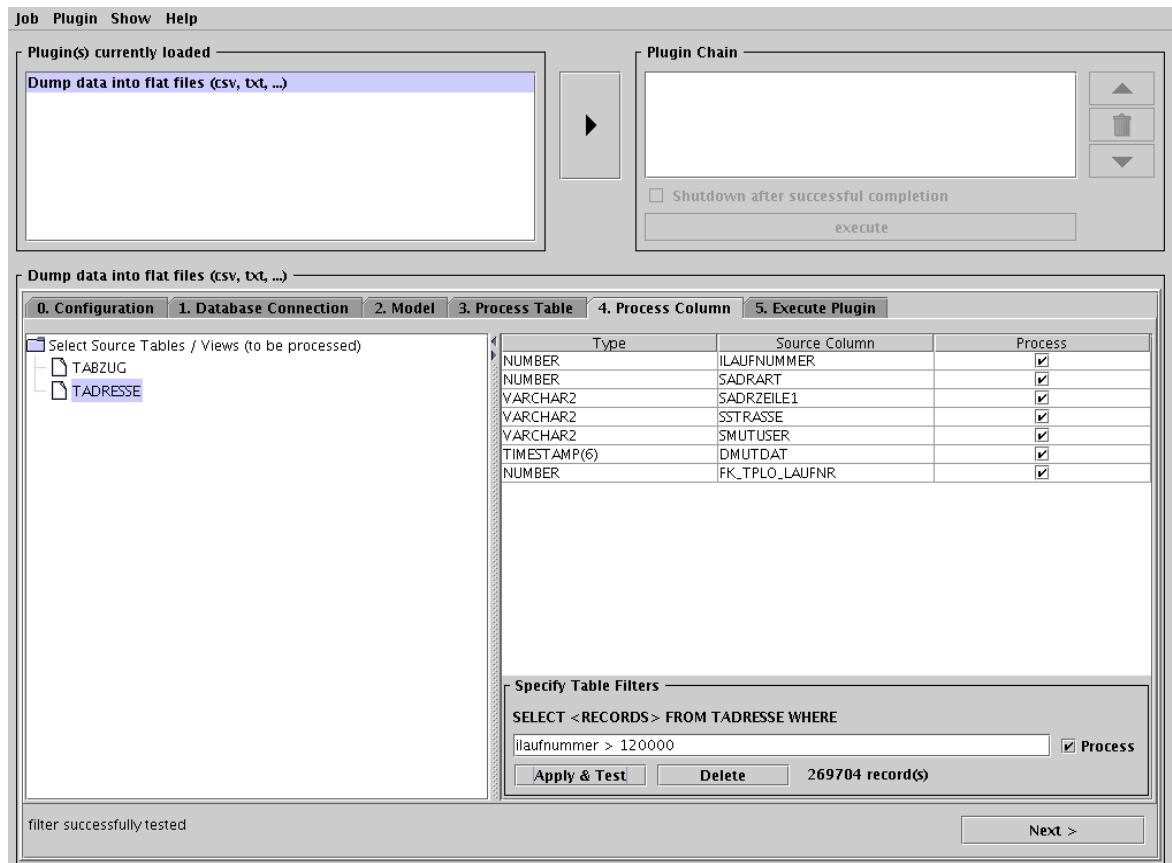 Job Plugin Show Help
Plugin(s) currently loaded
Dump data into flat files (csv, txt, ...)
Plugin Chain
Shutdown after successful completion
execute
Dump data into flat files (csv, txt, ...)
0. Configuration 1. Database Connection 2. Model 3. Process Table 4. Process Column 5. Execute Plugin
Select Source Tables / Views (to be processed)
TABZUG
TADRESSE
Type Source Column Process
NUMBER ILAUFNUMMER
NUMBER SADRART
VARCHAR2 SADRZEILE1
VARCHAR2 SSTRASSE
VARCHAR2 SMUTUSER
TIMESTAMP(6) DMUTDAT
NUMBER FK_TPLO_LAUFNR
Specify Table Filters
SELECT <RECORDS> FROM TADRESSE WHERE
ilaufnummer > 120000 Process
Apply & Test Delete 269704 record(s)
filter successfully tested Next >